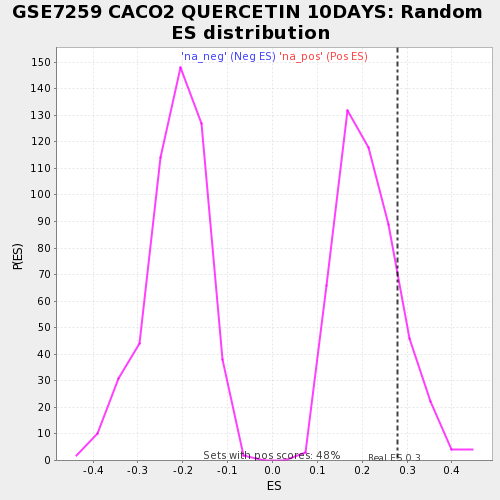 GSE7259 CACO2 QUERCETIN 10DAYS: Random
ES distribution
'na_neg' (Neg ES) 'na_pos' (Pos ES)
150
140
130
120
110
100
90
80
70
60
50
40
30
20
10
0
P(ES)
Sets with pos scores: 48%
Real ES 0.3
-0.4 -0.3 -0.2 -0.1 0.0 0.1 0.2 0.3 0.4
ES